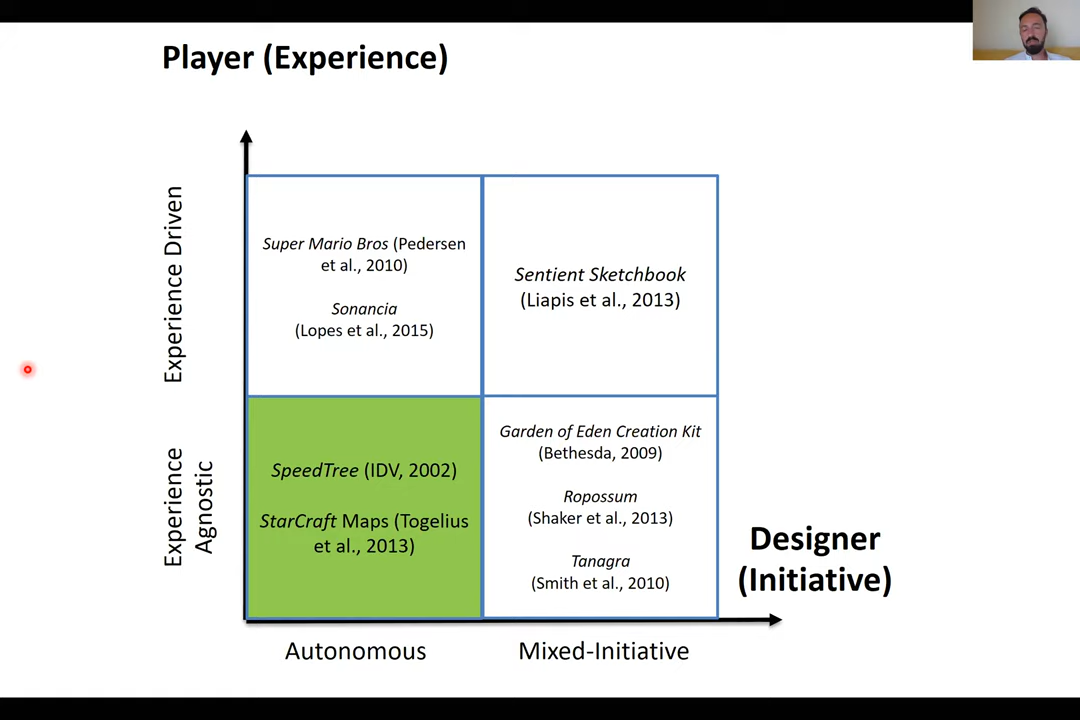 Player (Experience)
Experience Driven
Super Mario Bros (Pedersen
et al., 2010)
Sonancia
(Lopes et al., 2015)
Sentient Sketchbook
(Liapis et al., 2013)
Experience
Agnostic
SpeedTree (IDV, 2002)
StarCraft Maps (Togelius
et al., 2013)
Garden of Eden Creation Kit
(Bethesda, 2009)
Ropossum
(Shaker et al., 2013)
Tanagra
(Smith et al., 2010)
Designer
(Initiative)
Autonomous
Mixed-Initiative